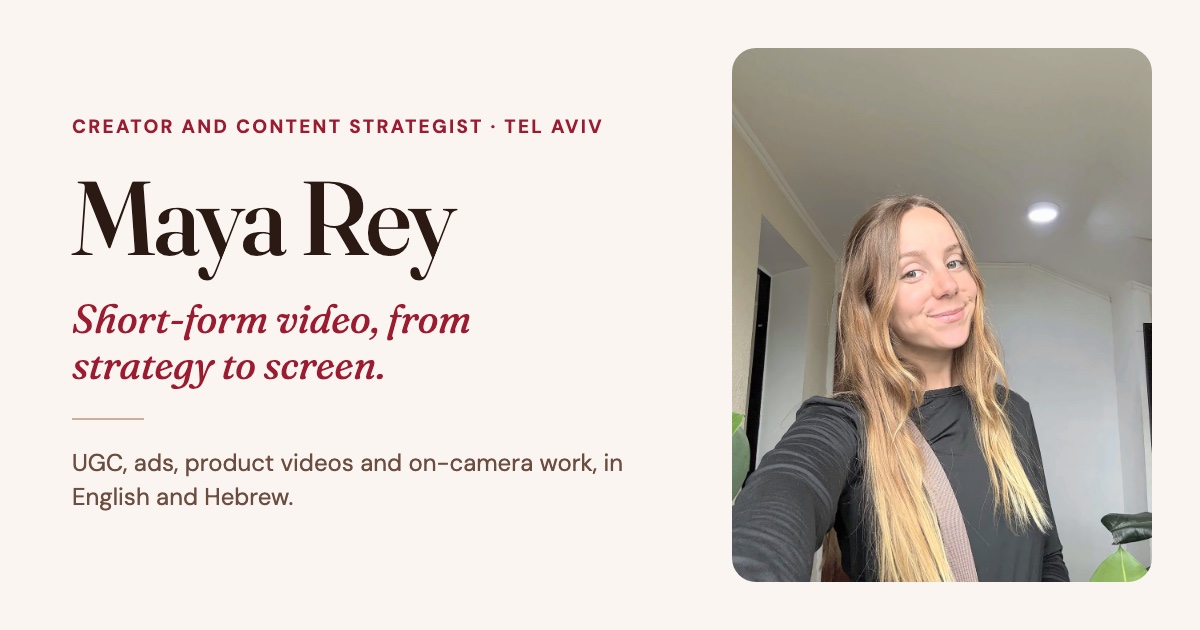 CREATOR AND CONTENT STRATEGIST · TEL AVIV
Maya Rey
Short-form video, from
strategy to screen.
UGC, ads, product videos and on-camera work, in
English and Hebrew.